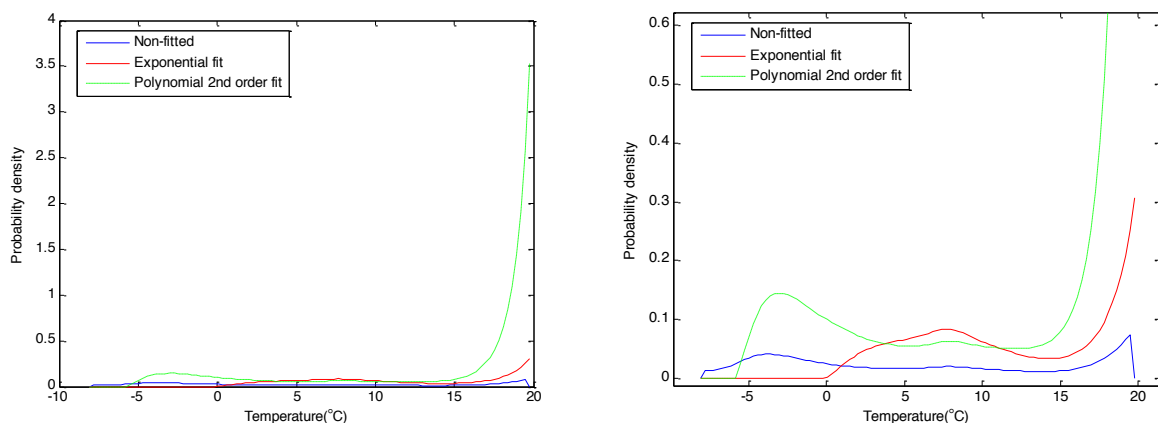 4
3.5
3
2.5
2
1.5
1
0.5
0
-10 -5 0 5 10 15 20
Probability density
Temperature(°C)
Non-fitted
Exponential fit
Polynomial 2nd order fit
0.6
0.5
0.4
0.3
0.2
0.1
0
-5 0 5 10 15 20
Probability density
Temperature(°C)
Non-fitted
Exponential fit
Polynomial 2nd order fit